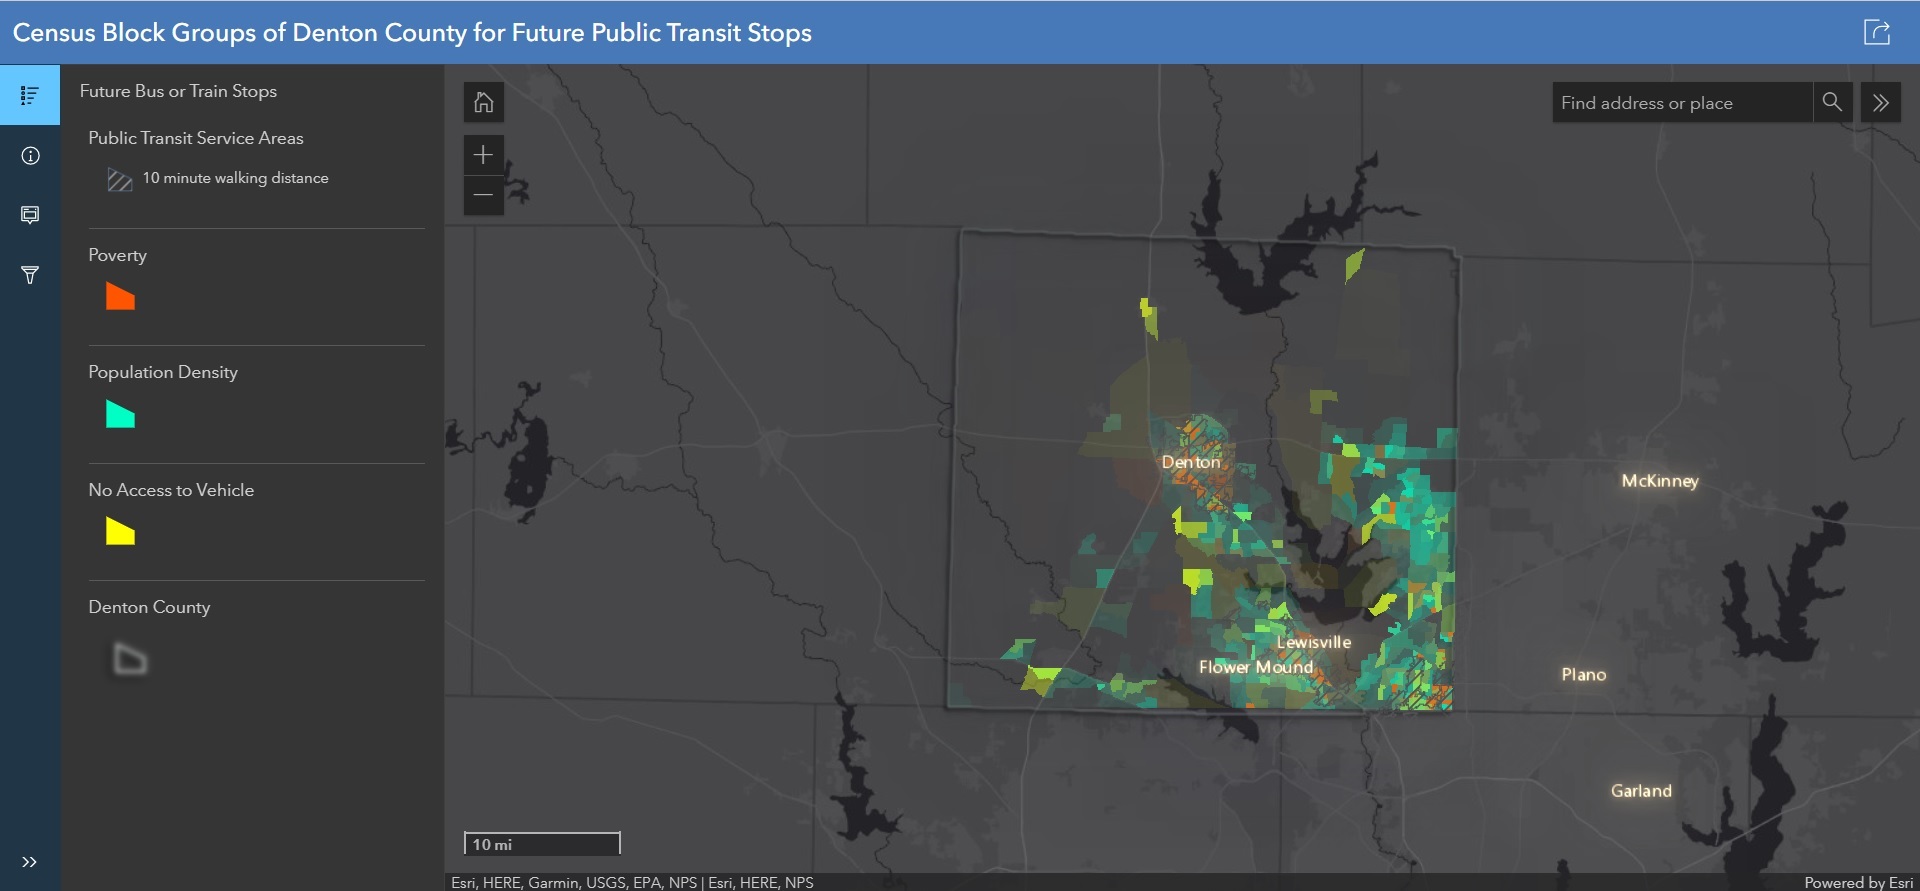 Census Block Groups of Denton County for Future Public Transit Stops
Future Bus or Train Stops
Public Transit Service Areas
10 minute walking distance
Poverty
Population Density
No Access to Vehicle
Denton County
Find address or place
Denton
McKinney
Lewisville
Flower Mound
Plano
Garland
10 mi
Esri, HERE, Garmin, USGS, EPA, NPS | Esri, HERE, NPS
Powered by Esri